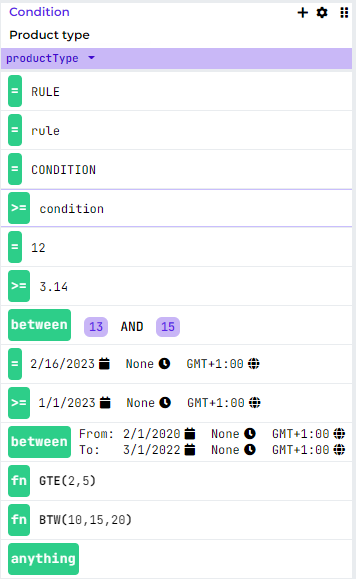 Condition
Product type
productType
= RULE
= rule
= CONDITION
>= condition
= 12
>= 3.14
between 13 AND 15
= 2/16/2023 None GMT+1:00
>= 1/1/2023 None GMT+1:00
between From: 2/1/2020 None GMT+1:00
To: 3/1/2022 None GMT+1:00
fn GTE(2,5)
fn BTW(10,15,20)
anything